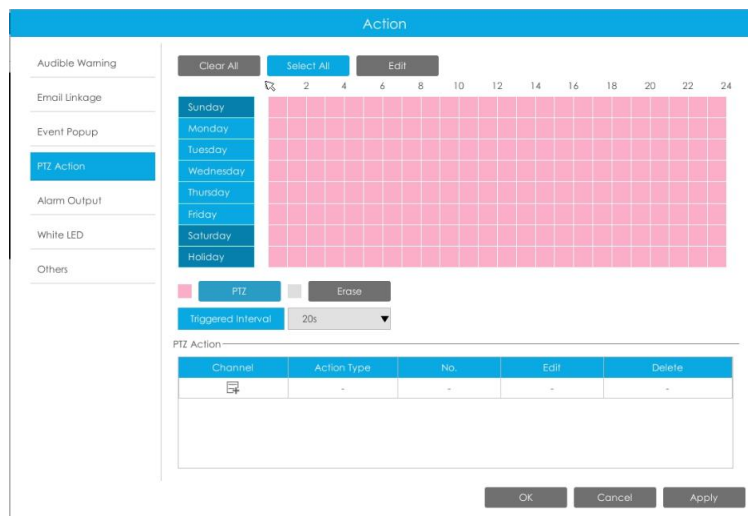 Action
Audible Warning
Email Linkage
Event Popup
PTZ Action
Alarm Output
White LED
Others
Clear All Select All Edit
2 4 6 8 10 12 14 16 18 20 22 24
Sunday
Monday
Tuesday
Wednesday
Thursday
Friday
Saturday
Holiday
PTZ Erase
Triggered Interval 20s
PTZ Action
Channel Action Type No. Edit Delete
- - - -
OK Cancel Apply